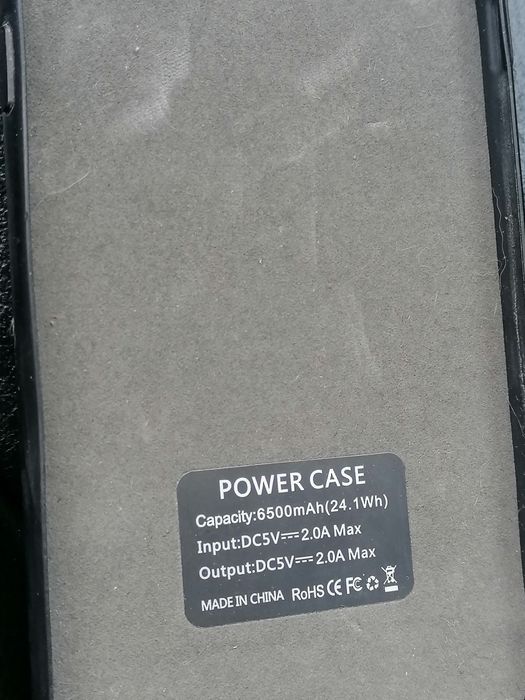 POWER CASE
Capacity:6500mAh(24.1Wh)
Input:DC5V⎓2.0A Max
Output:DC5V⎓2.0A Max
MADE IN CHINA RoHS CE FC